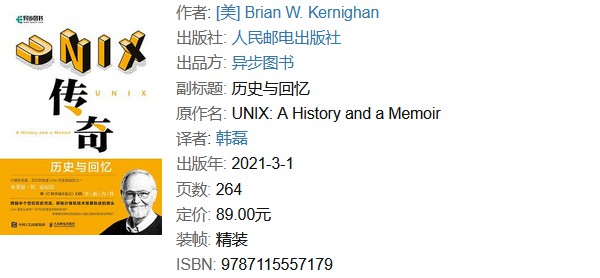 异步图书
UNIX
传奇
UNIX
A History and a Memoir
历史与回忆
作者: [美] Brian W. Kernighan
出版社: 人民邮电出版社
出品方: 异步图书
副标题: 历史与回忆
原作名: UNIX: A History and a Memoir
译者: 韩磊
出版年: 2021-3-1
页数: 264
定价: 89.00元
装帧: 精装
ISBN: 9787115557179